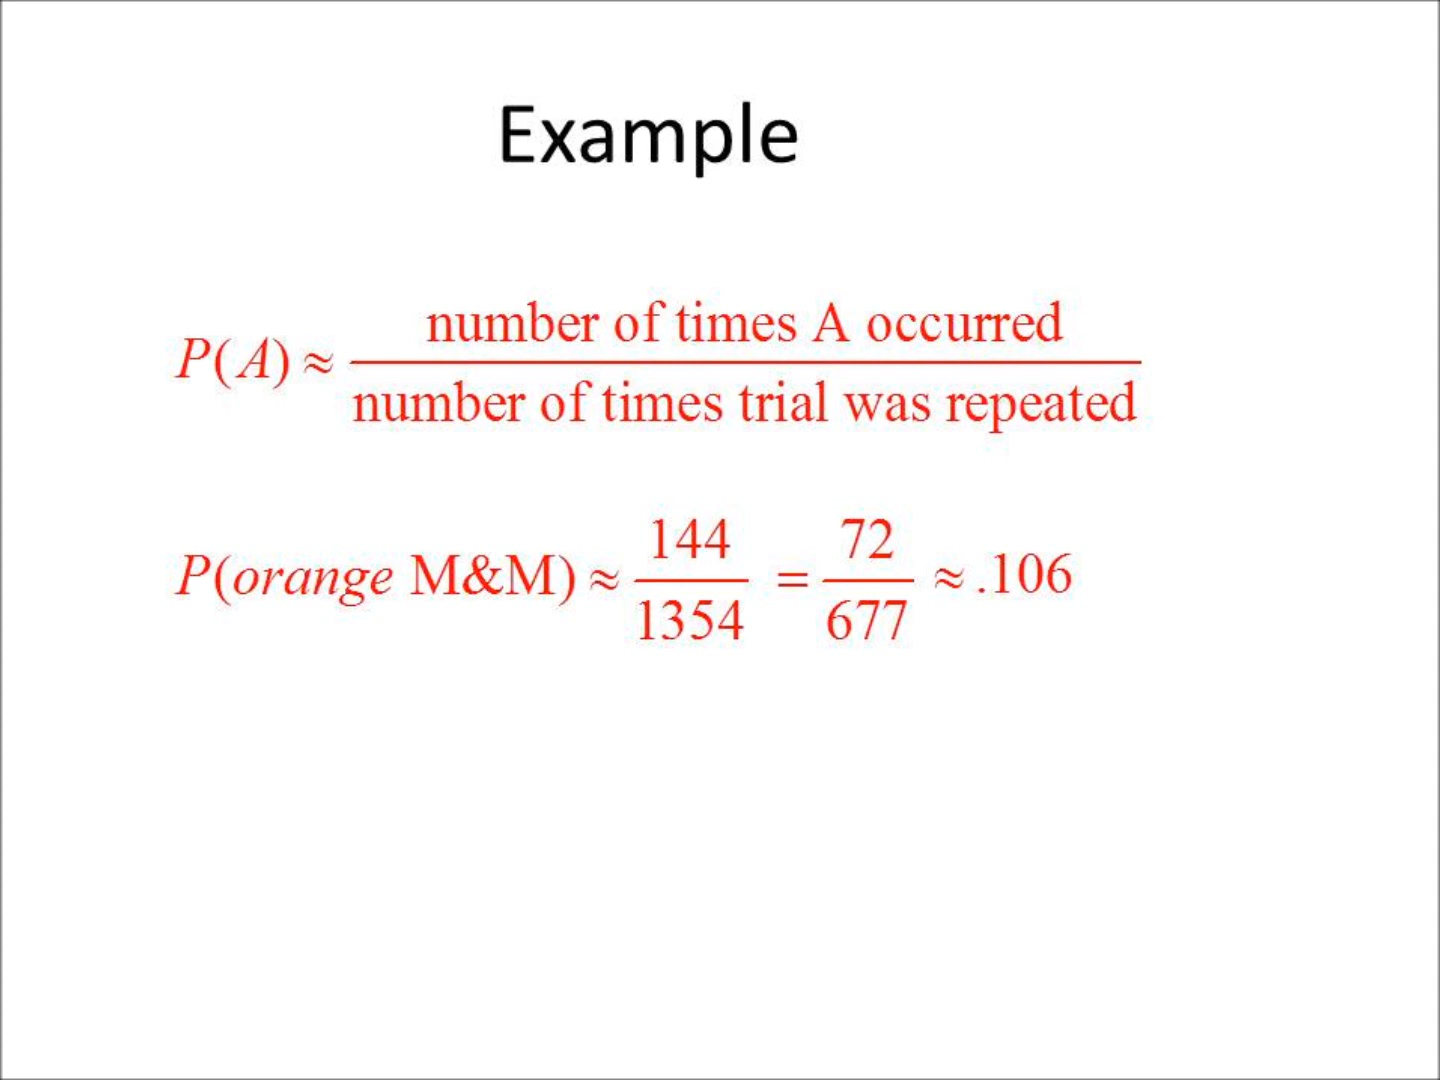 Example
P(A) ≈ number of times A occurred / number of times trial was repeated
P(orange M&M) ≈ 144/1354 = 72/677 ≈ .106